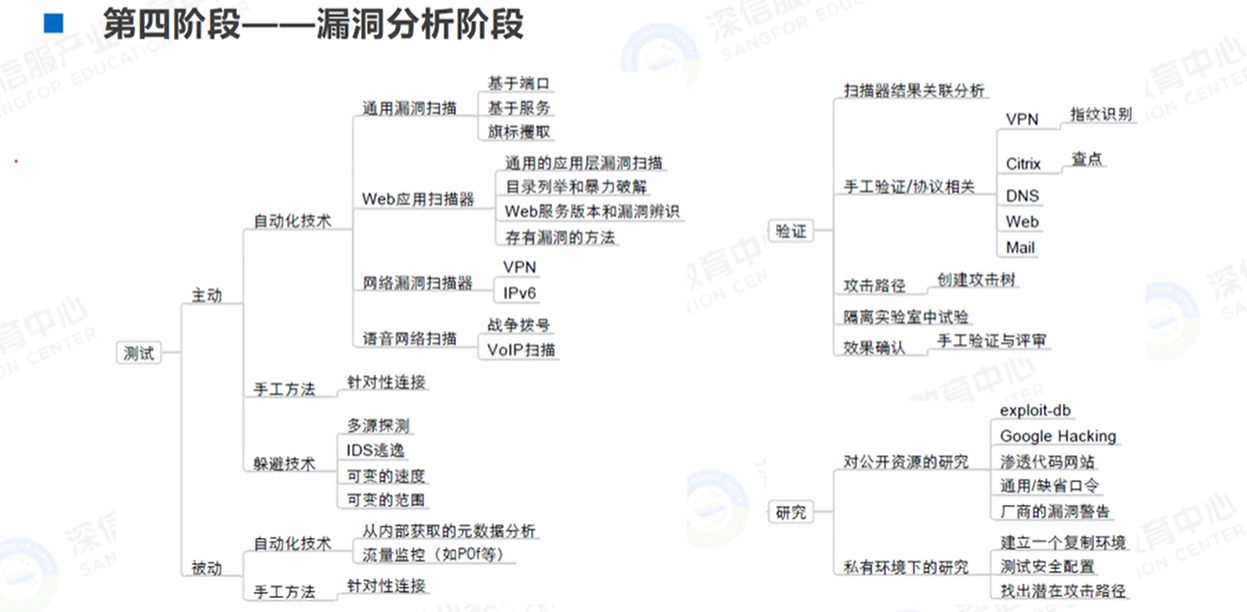 第四阶段——漏洞分析阶段
测试
主动
自动化技术
通用漏洞扫描
基于端口
基于服务
旗标攫取
Web应用扫描器
通用的应用层漏洞扫描
目录列举和暴力破解
Web服务版本和漏洞辨识
存有漏洞的方法
网络漏洞扫描器
VPN
IPv6
语音网络扫描
战争拨号
VoIP扫描
手工方法
针对性连接
躲避技术
多源探测
IDS逃逸
可变的速度
可变的范围
被动
自动化技术
从内部获取的元数据分析
流量监控（如P0f等）
手工方法
针对性连接
验证
扫描器结果关联分析
手工验证/协议相关
VPN
指纹识别
Citrix
查点
DNS
Web
Mail
攻击路径
创建攻击树
隔离实验室中试验
效果确认
手工验证与评审
研究
对公开资源的研究
exploit-db
Google Hacking
渗透代码网站
通用/缺省口令
厂商的漏洞警告
私有环境下的研究
建立一个复制环境
测试安全配置
找出潜在攻击路径